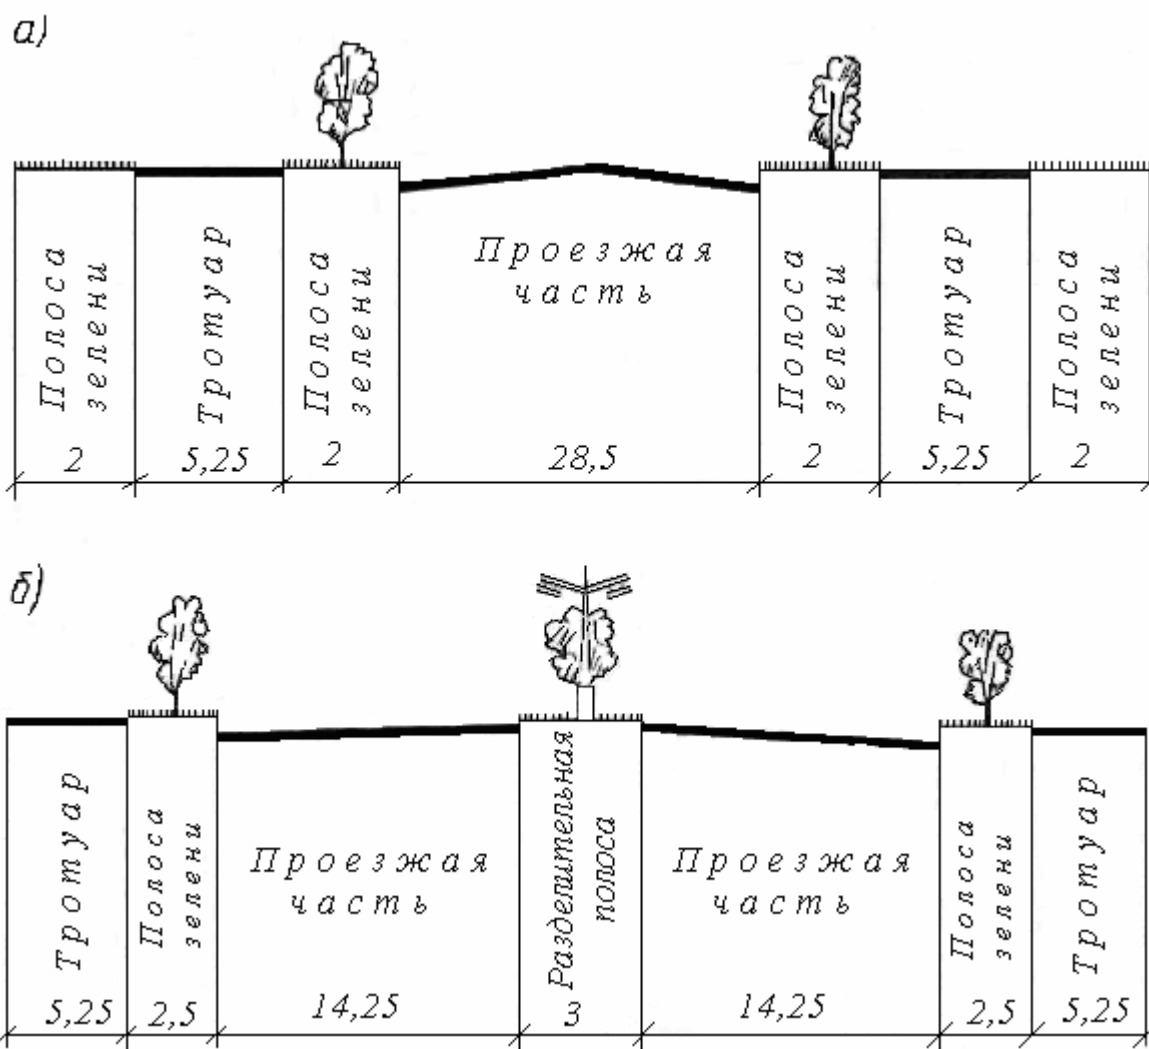 а)
Полоса
зелени
Тротуар
Полоса
зелени
Проезжая
часть
Полоса
зелени
Тротуар
Полоса
зелени
2
5,25
2
28,5
2
5,25
2
б)
Тротуар
Полоса
зелени
Проезжая
часть
Разделительная
полоса
Проезжая
часть
Полоса
зелени
Тротуар
5,25
2,5
14,25
3
14,25
2,5
5,25